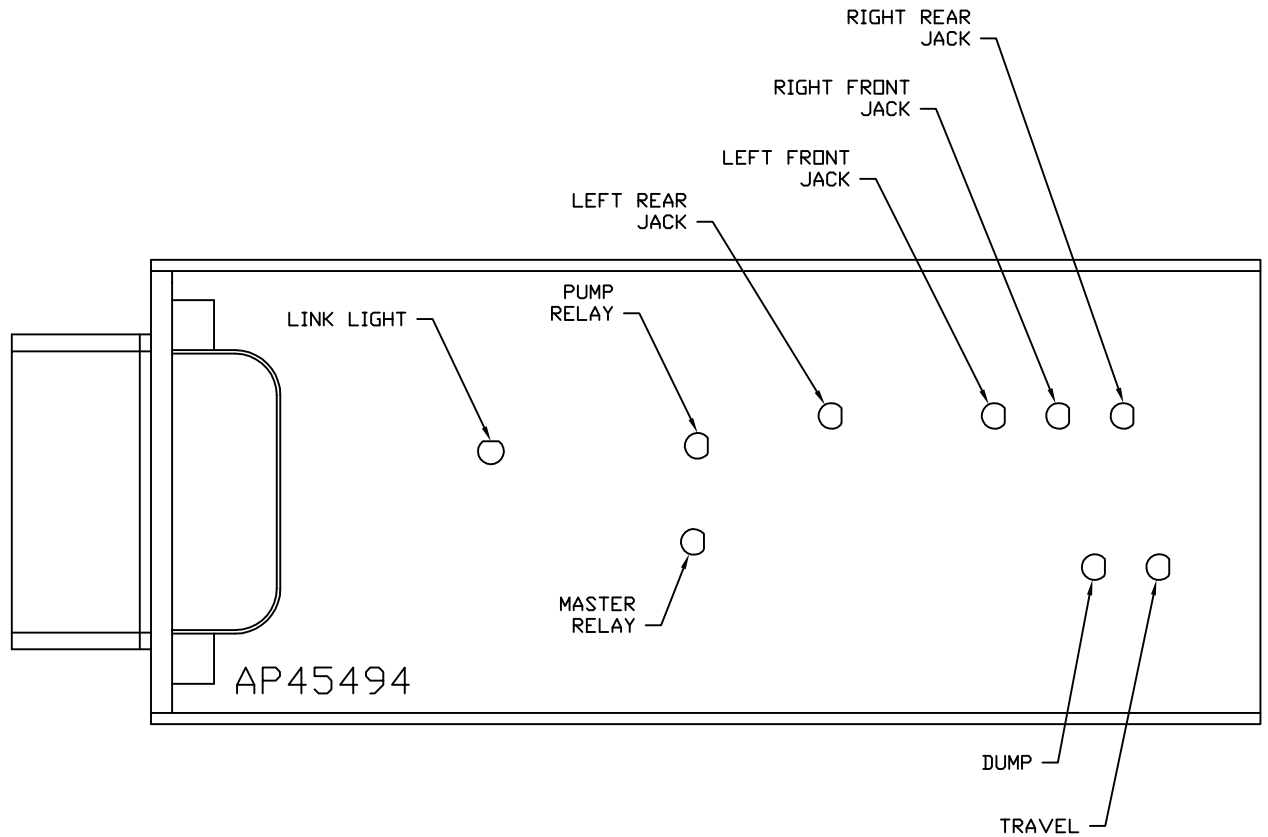 RIGHT REAR
JACK
RIGHT FRONT
JACK
LEFT FRONT
JACK
LEFT REAR
JACK
PUMP
RELAY
LINK LIGHT
MASTER
RELAY
AP45494
DUMP
TRAVEL